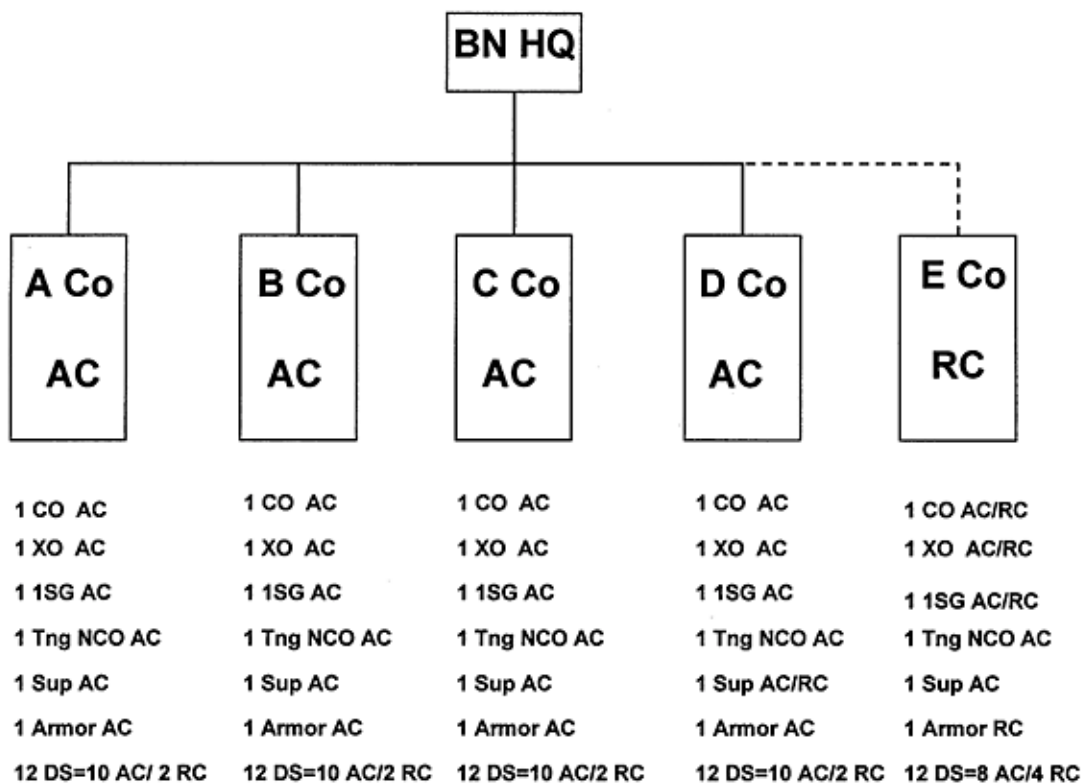 BN HQ
A Co
AC
B Co
AC
C Co
AC
D Co
AC
E Co
RC
1 CO AC
1 XO AC
1 1SG AC
1 Tng NCO AC
1 Sup AC
1 Armor AC
12 DS=10 AC/ 2 RC
1 CO AC
1 XO AC
1 1SG AC
1 Tng NCO AC
1 Sup AC
1 Armor AC
12 DS=10 AC/2 RC
1 CO AC
1 XO AC
1 1SG AC
1 Tng NCO AC
1 Sup AC
1 Armor AC
12 DS=10 AC/2 RC
1 CO AC
1 XO AC
1 1SG AC
1 Tng NCO AC
1 Sup AC/RC
1 Armor AC
12 DS=10 AC/2 RC
1 CO AC/RC
1 XO AC/RC
1 1SG AC/RC
1 Tng NCO AC
1 Sup AC
1 Armor RC
12 DS=8 AC/4 RC